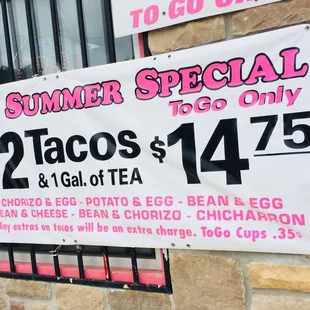 TO GO
SUMMER SPECIAL
ToGo Only
2 Tacos $14.75
& 1 Gal. of TEA
CHORIZO & EGG - POTATO & EGG - BEAN & EGG
BEAN & CHEESE - BEAN & CHORIZO - CHICHARRON
Any extras on tacos will be an extra charge. ToGo Cups .35¢